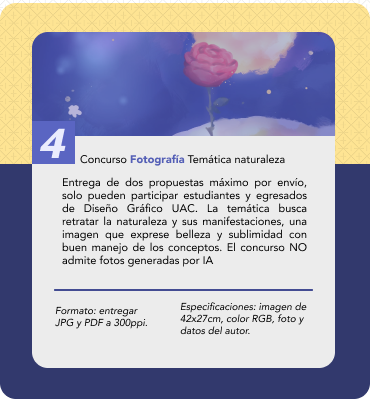 4
Concurso Fotografía Temática naturaleza
Entrega de dos propuestas máximo por envío,
solo pueden participar estudiantes y egresados
de Diseño Gráfico UAC. La temática busca
retratar la naturaleza y sus manifestaciones, una
imagen que exprese belleza y sublimidad con
buen manejo de los conceptos. El concurso NO
admite fotos generadas por IA
Formato: entregar
JPG y PDF a 300ppi.
Especificaciones: imagen de
42x27cm, color RGB, foto y
datos del autor.